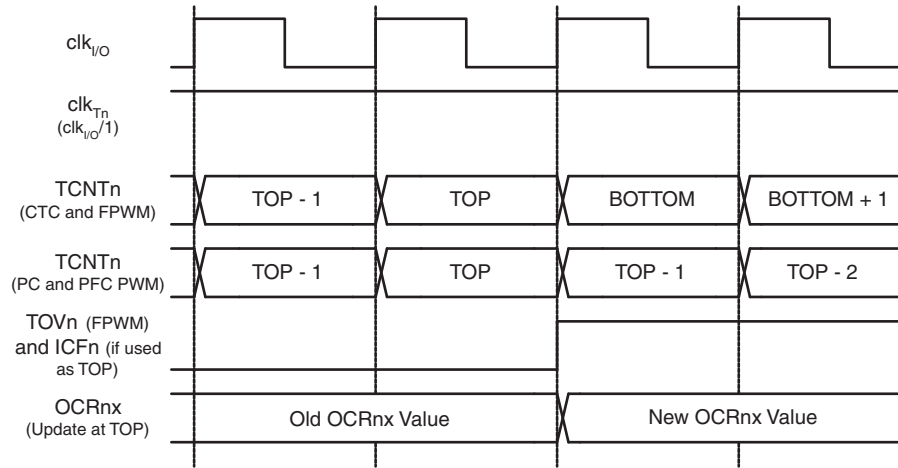 clkI/O
clkTn
(clkI/O/1)
TCNTn
(CTC and FPWM)
TOP - 1
TOP
BOTTOM
BOTTOM + 1
TCNTn
(PC and PFC PWM)
TOP - 1
TOP
TOP - 1
TOP - 2
TOVn (FPWM)
and ICFn (if used
as TOP)
OCRnx
(Update at TOP)
Old OCRnx Value
New OCRnx Value